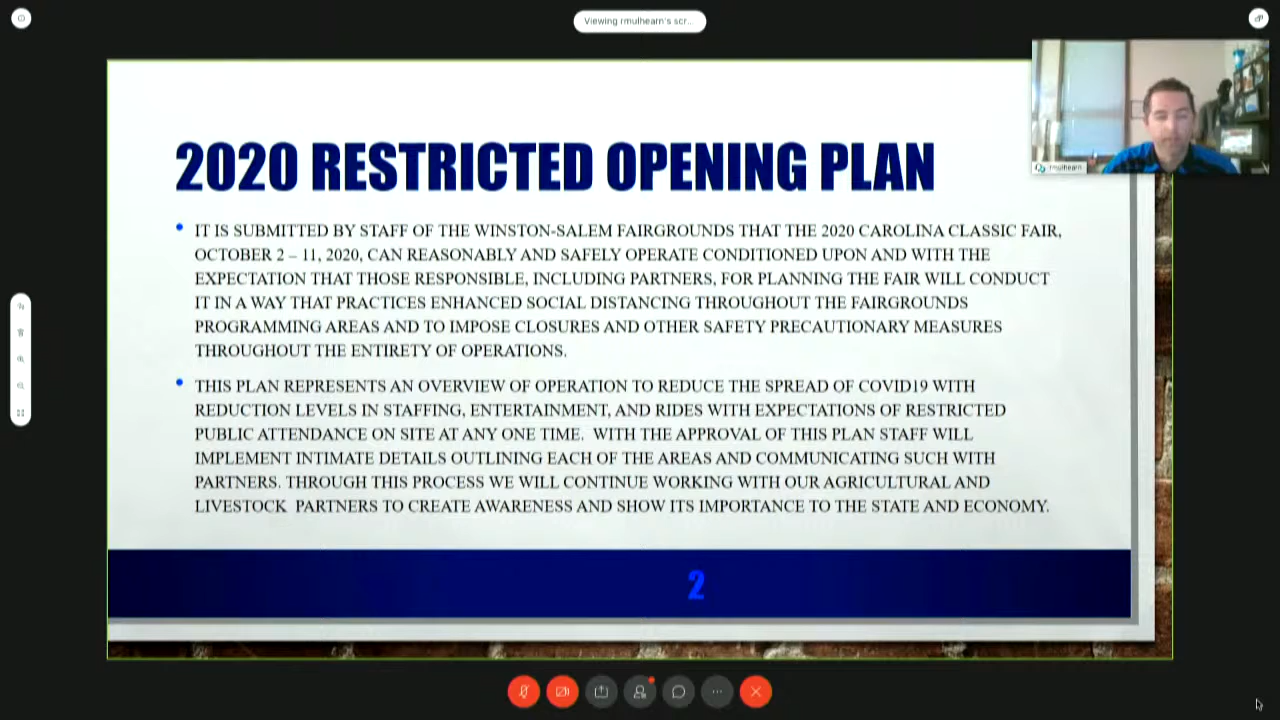 Viewing rmulhearn's scr...
rmulhearn
2020 RESTRICTED OPENING PLAN
• IT IS SUBMITTED BY STAFF OF THE WINSTON-SALEM FAIRGROUNDS THAT THE 2020 CAROLINA CLASSIC FAIR,
OCTOBER 2 – 11, 2020, CAN REASONABLY AND SAFELY OPERATE CONDITIONED UPON AND WITH THE
EXPECTATION THAT THOSE RESPONSIBLE, INCLUDING PARTNERS, FOR PLANNING THE FAIR WILL CONDUCT
IT IN A WAY THAT PRACTICES ENHANCED SOCIAL DISTANCING THROUGHOUT THE FAIRGROUNDS
PROGRAMMING AREAS AND TO IMPOSE CLOSURES AND OTHER SAFETY PRECAUTIONARY MEASURES
THROUGHOUT THE ENTIRETY OF OPERATIONS.
• THIS PLAN REPRESENTS AN OVERVIEW OF OPERATION TO REDUCE THE SPREAD OF COVID19 WITH
REDUCTION LEVELS IN STAFFING, ENTERTAINMENT, AND RIDES WITH EXPECTATIONS OF RESTRICTED
PUBLIC ATTENDANCE ON SITE AT ANY ONE TIME.  WITH THE APPROVAL OF THIS PLAN STAFF WILL
IMPLEMENT INTIMATE DETAILS OUTLINING EACH OF THE AREAS AND COMMUNICATING SUCH WITH
PARTNERS. THROUGH THIS PROCESS WE WILL CONTINUE WORKING WITH OUR AGRICULTURAL AND
LIVESTOCK  PARTNERS TO CREATE AWARENESS AND SHOW ITS IMPORTANCE TO THE STATE AND ECONOMY.
2